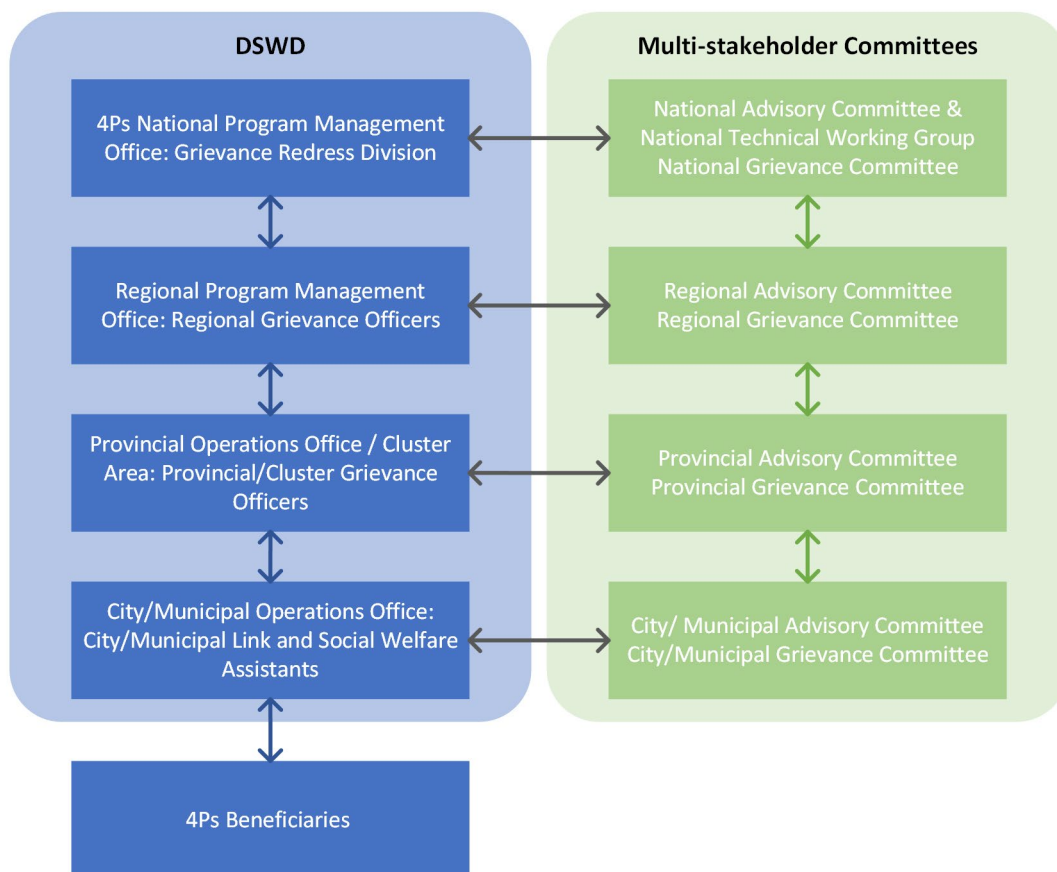 DSWD
Multi-stakeholder Committees
4Ps National Program Management
Office: Grievance Redress Division
National Advisory Committee &
National Technical Working Group
National Grievance Committee
Regional Program Management
Office: Regional Grievance Officers
Regional Advisory Committee
Regional Grievance Committee
Provincial Operations Office / Cluster
Area: Provincial/Cluster Grievance
Officers
Provincial Advisory Committee
Provincial Grievance Committee
City/Municipal Operations Office:
City/Municipal Link and Social Welfare
Assistants
City/ Municipal Advisory Committee
City/Municipal Grievance Committee
4Ps Beneficiaries